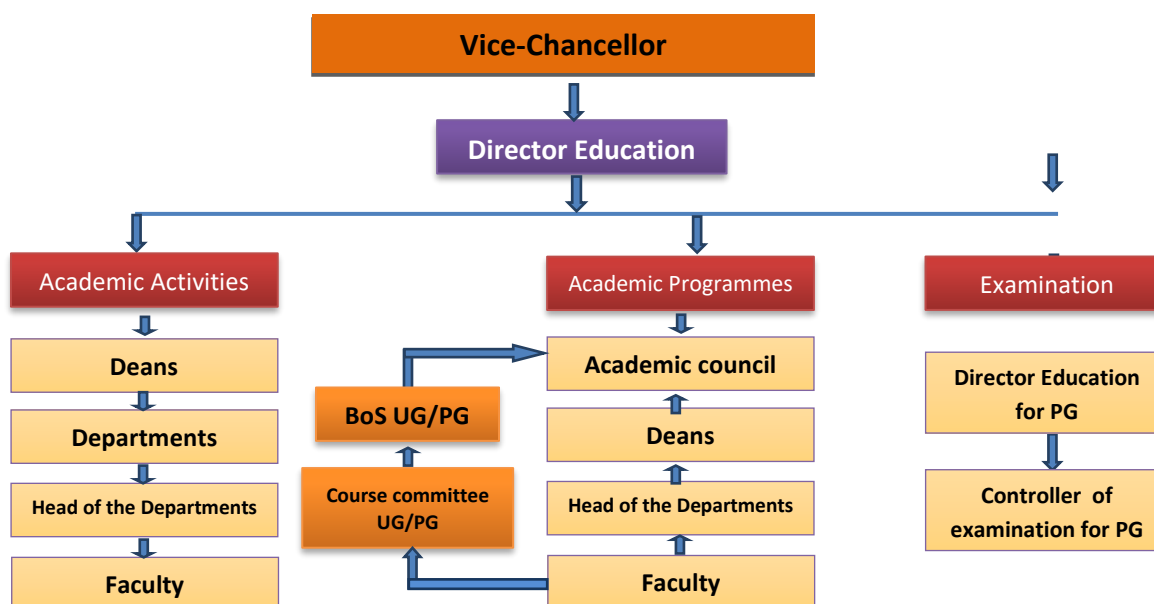 Vice-Chancellor
Director Education
Academic Activities
Academic Programmes
Examination
Deans
Departments
Head of the Departments
Faculty
BoS UG/PG
Course committee
UG/PG
Academic council
Deans
Head of the Departments
Faculty
Director Education
for PG
Controller of
examination for PG